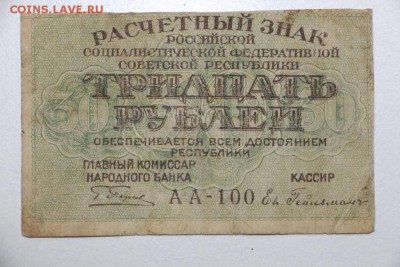 COINS.LAVE.RU
РАСЧЕТНЫЙ ЗНАК
РОССИЙСКОЙ
СОЦИАЛИСТИЧЕСКОЙ ФЕДЕРАТИВНОЙ
СОВЕТСКОЙ РЕСПУБЛИКИ
ТРИДЦАТЬ
РУБЛЕЙ
ОБЕСПЕЧИВАЕТСЯ ВСЕМ ДОСТОЯНИЕМ
РЕСПУБЛИКИ
ГЛАВНЫЙ КОМИССАР
НАРОДНОГО БАНКА
КАССИР
АА-100